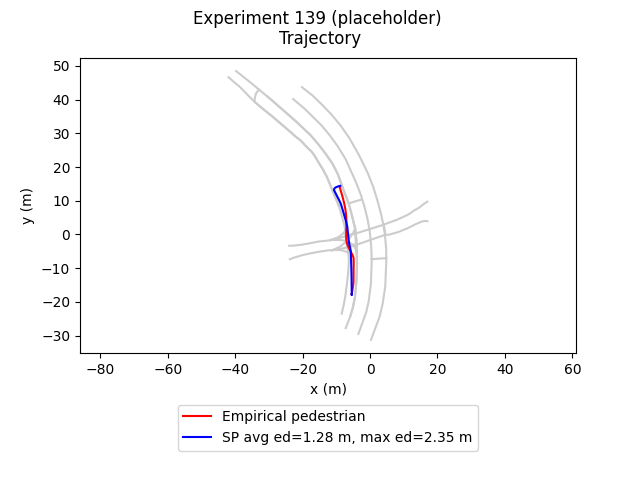 Experiment 139 (placeholder)
Trajectory
y (m)
50
40
30
20
10
0
−10
−20
−30
−80
−60
−40
−20
0
20
40
60
x (m)
Empirical pedestrian
SP avg ed=1.28 m, max ed=2.35 m